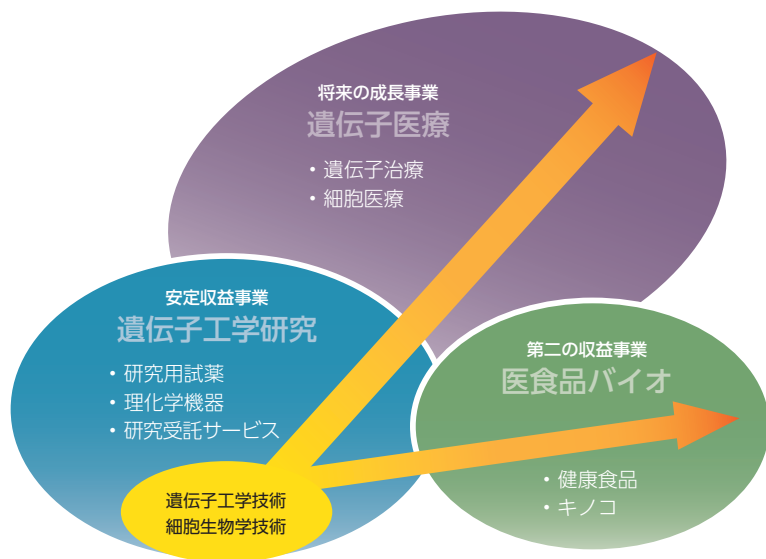 将来の成長事業
遺伝子医療
・遺伝子治療
・細胞医療
安定収益事業
遺伝子工学研究
・研究用試薬
・理化学機器
・研究受託サービス
第二の収益事業
医食品バイオ
・健康食品
・キノコ
遺伝子工学技術
細胞生物学技術